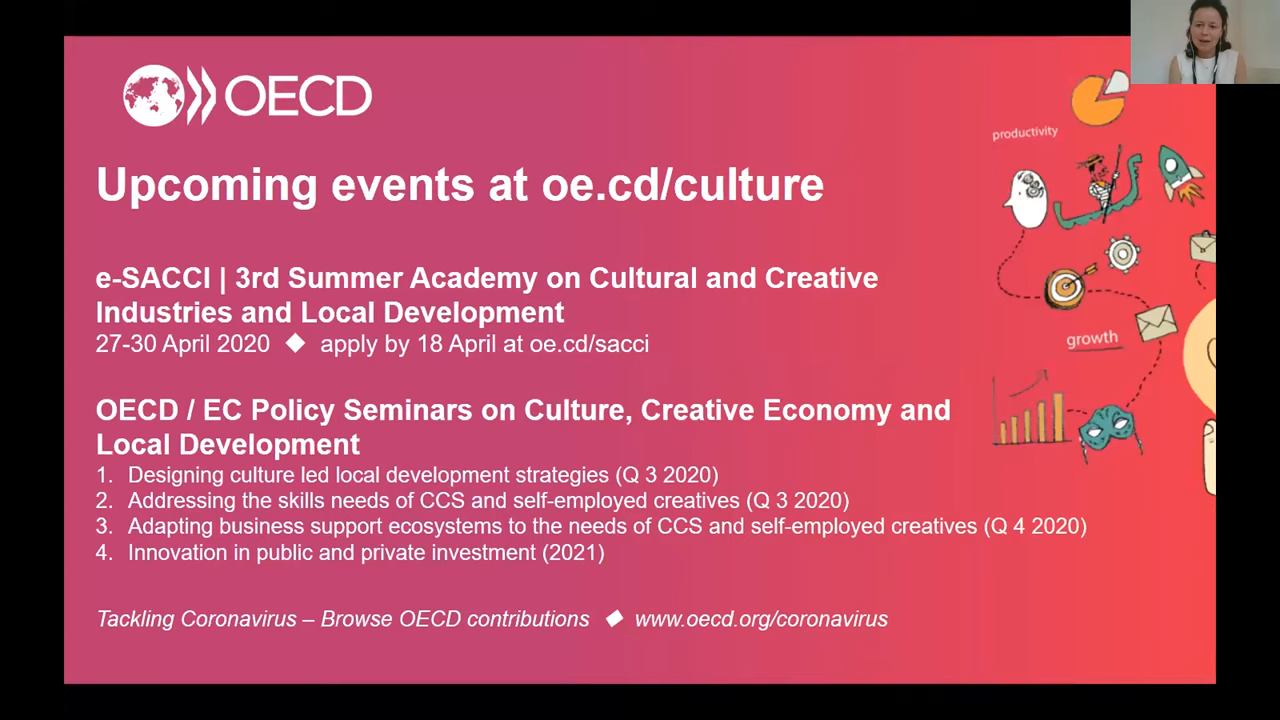 OECD
Upcoming events at oe.cd/culture
e-SACCI | 3rd Summer Academy on Cultural and Creative
Industries and Local Development
27-30 April 2020 ◆ apply by 18 April at oe.cd/sacci
OECD / EC Policy Seminars on Culture, Creative Economy and
Local Development
1. Designing culture led local development strategies (Q 3 2020)
2. Addressing the skills needs of CCS and self-employed creatives (Q 3 2020)
3. Adapting business support ecosystems to the needs of CCS and self-employed creatives (Q 4 2020)
4. Innovation in public and private investment (2021)
Tackling Coronavirus – Browse OECD contributions ◆ www.oecd.org/coronavirus
productivity
growth